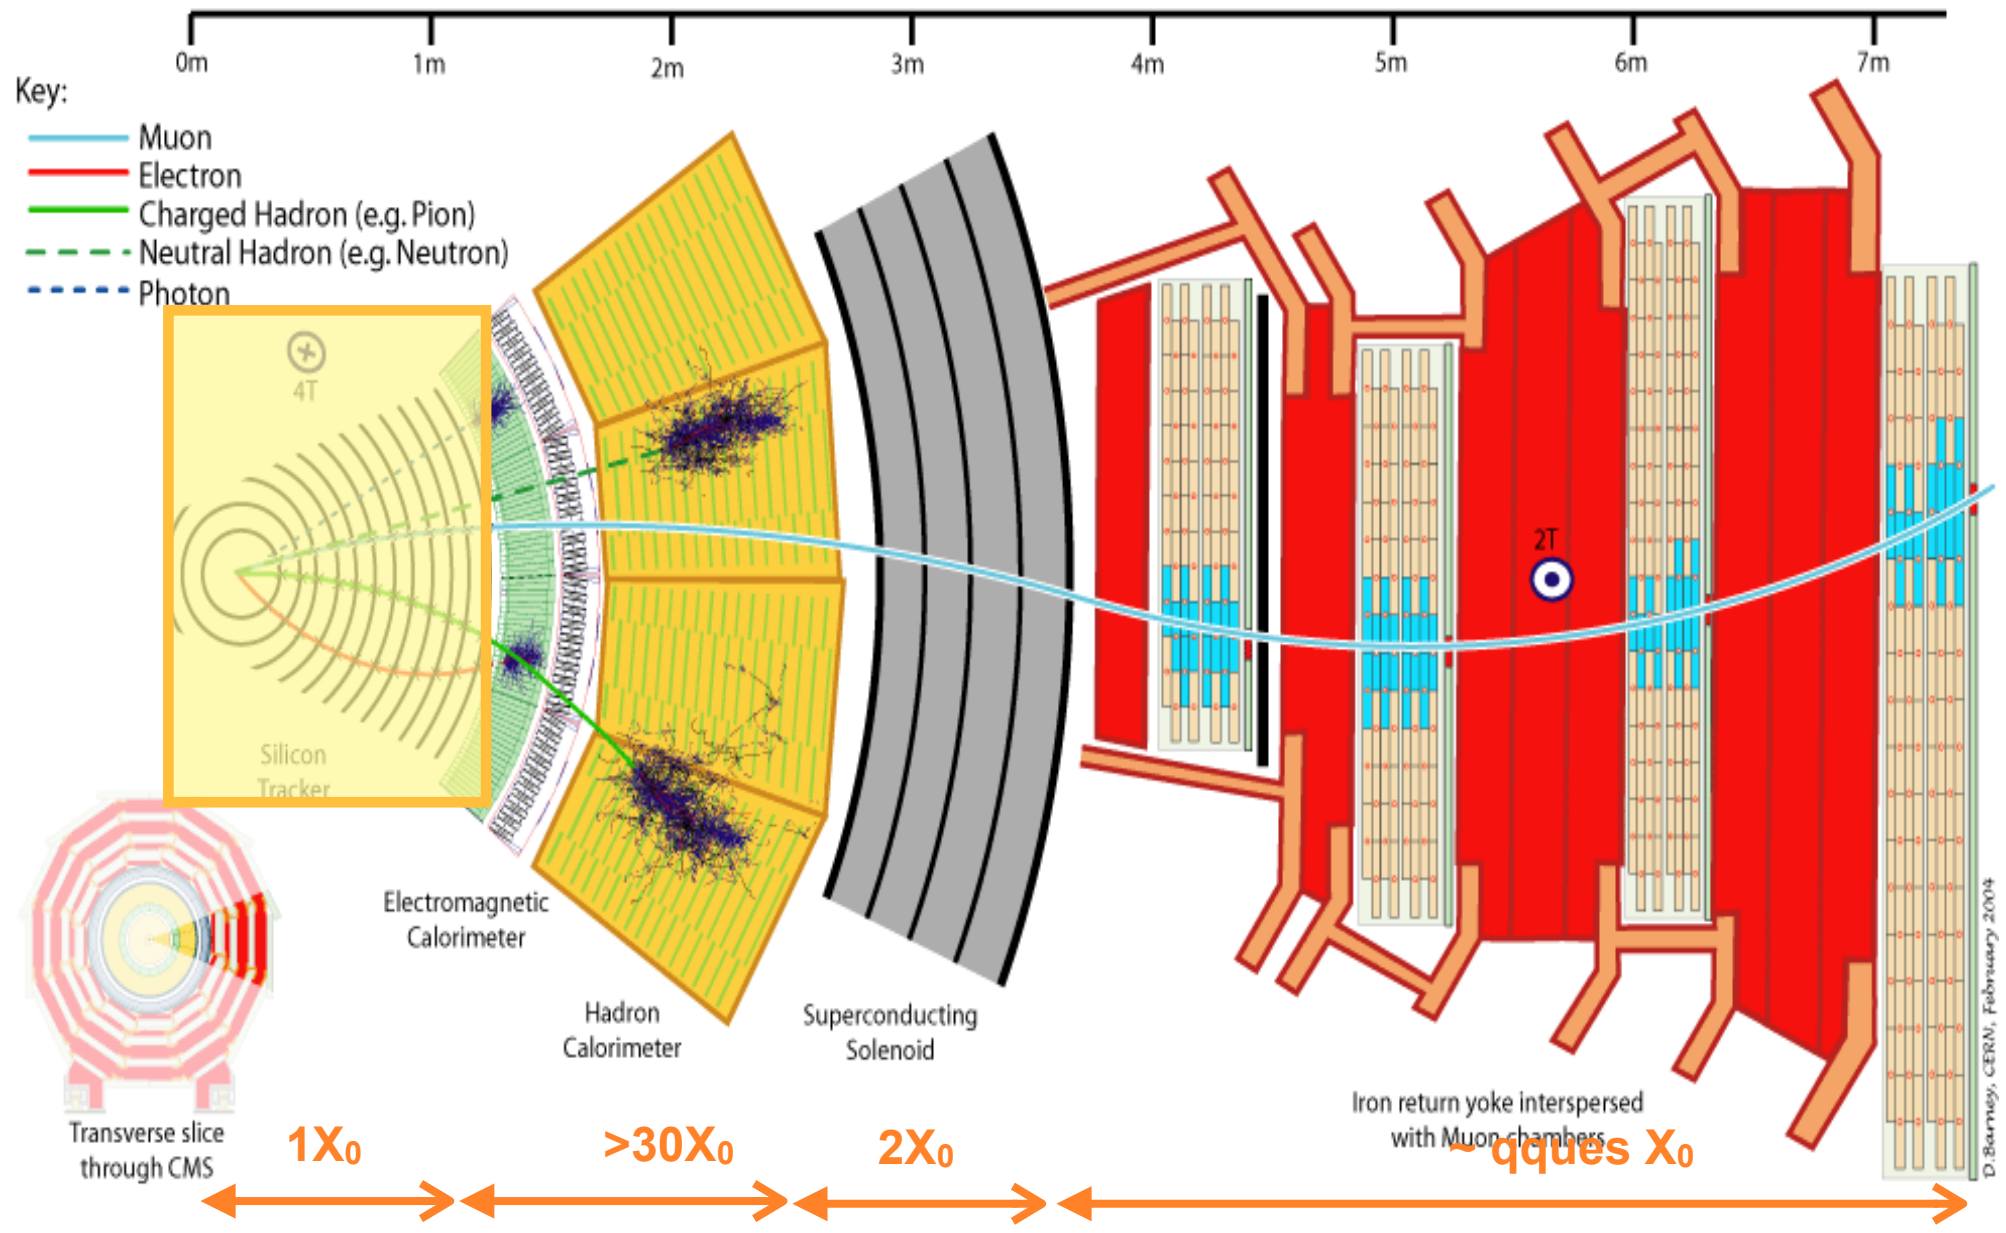 0m 1m 2m 3m 4m 5m 6m 7m
Key:
Muon
Electron
Charged Hadron (e.g. Pion)
Neutral Hadron (e.g. Neutron)
Photon
4T
2T
Silicon
Tracker
Electromagnetic
Calorimeter
Hadron
Calorimeter
Superconducting
Solenoid
Iron return yoke interspersed
with Muon chambers
Transverse slice
through CMS
1X₀ >30X₀ 2X₀ ~ qques X₀
D.Barney, CERN, February 2004